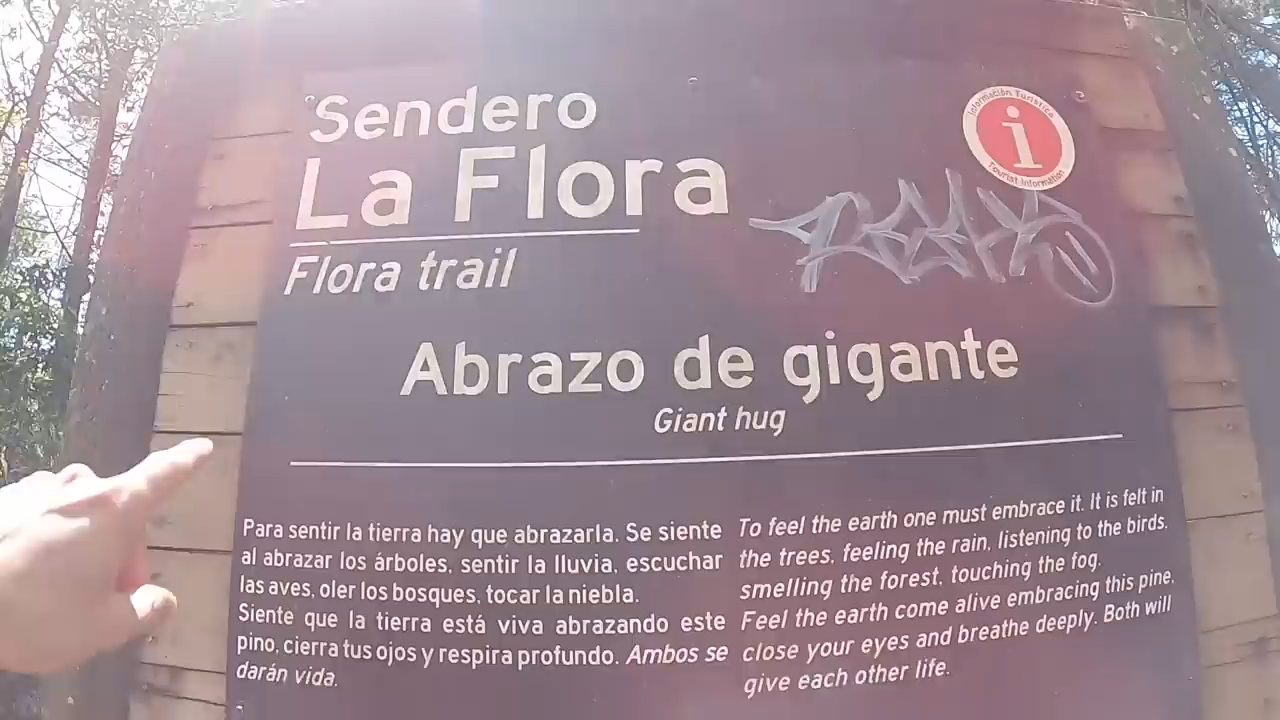 Sendero
La Flora
Flora trail
Información Turística
i
Tourist Information
Abrazo de gigante
Giant hug
Para sentir la tierra hay que abrazarla. Se siente
al abrazar los árboles, sentir la lluvia, escuchar
las aves, oler los bosques, tocar la niebla.
Siente que la tierra está viva abrazando este
pino, cierra tus ojos y respira profundo. Ambos se
darán vida.
To feel the earth one must embrace it. It is felt in
the trees, feeling the rain, listening to the birds,
smelling the forest, touching the fog.
Feel the earth come alive embracing this pine,
close your eyes and breathe deeply. Both will
give each other life.